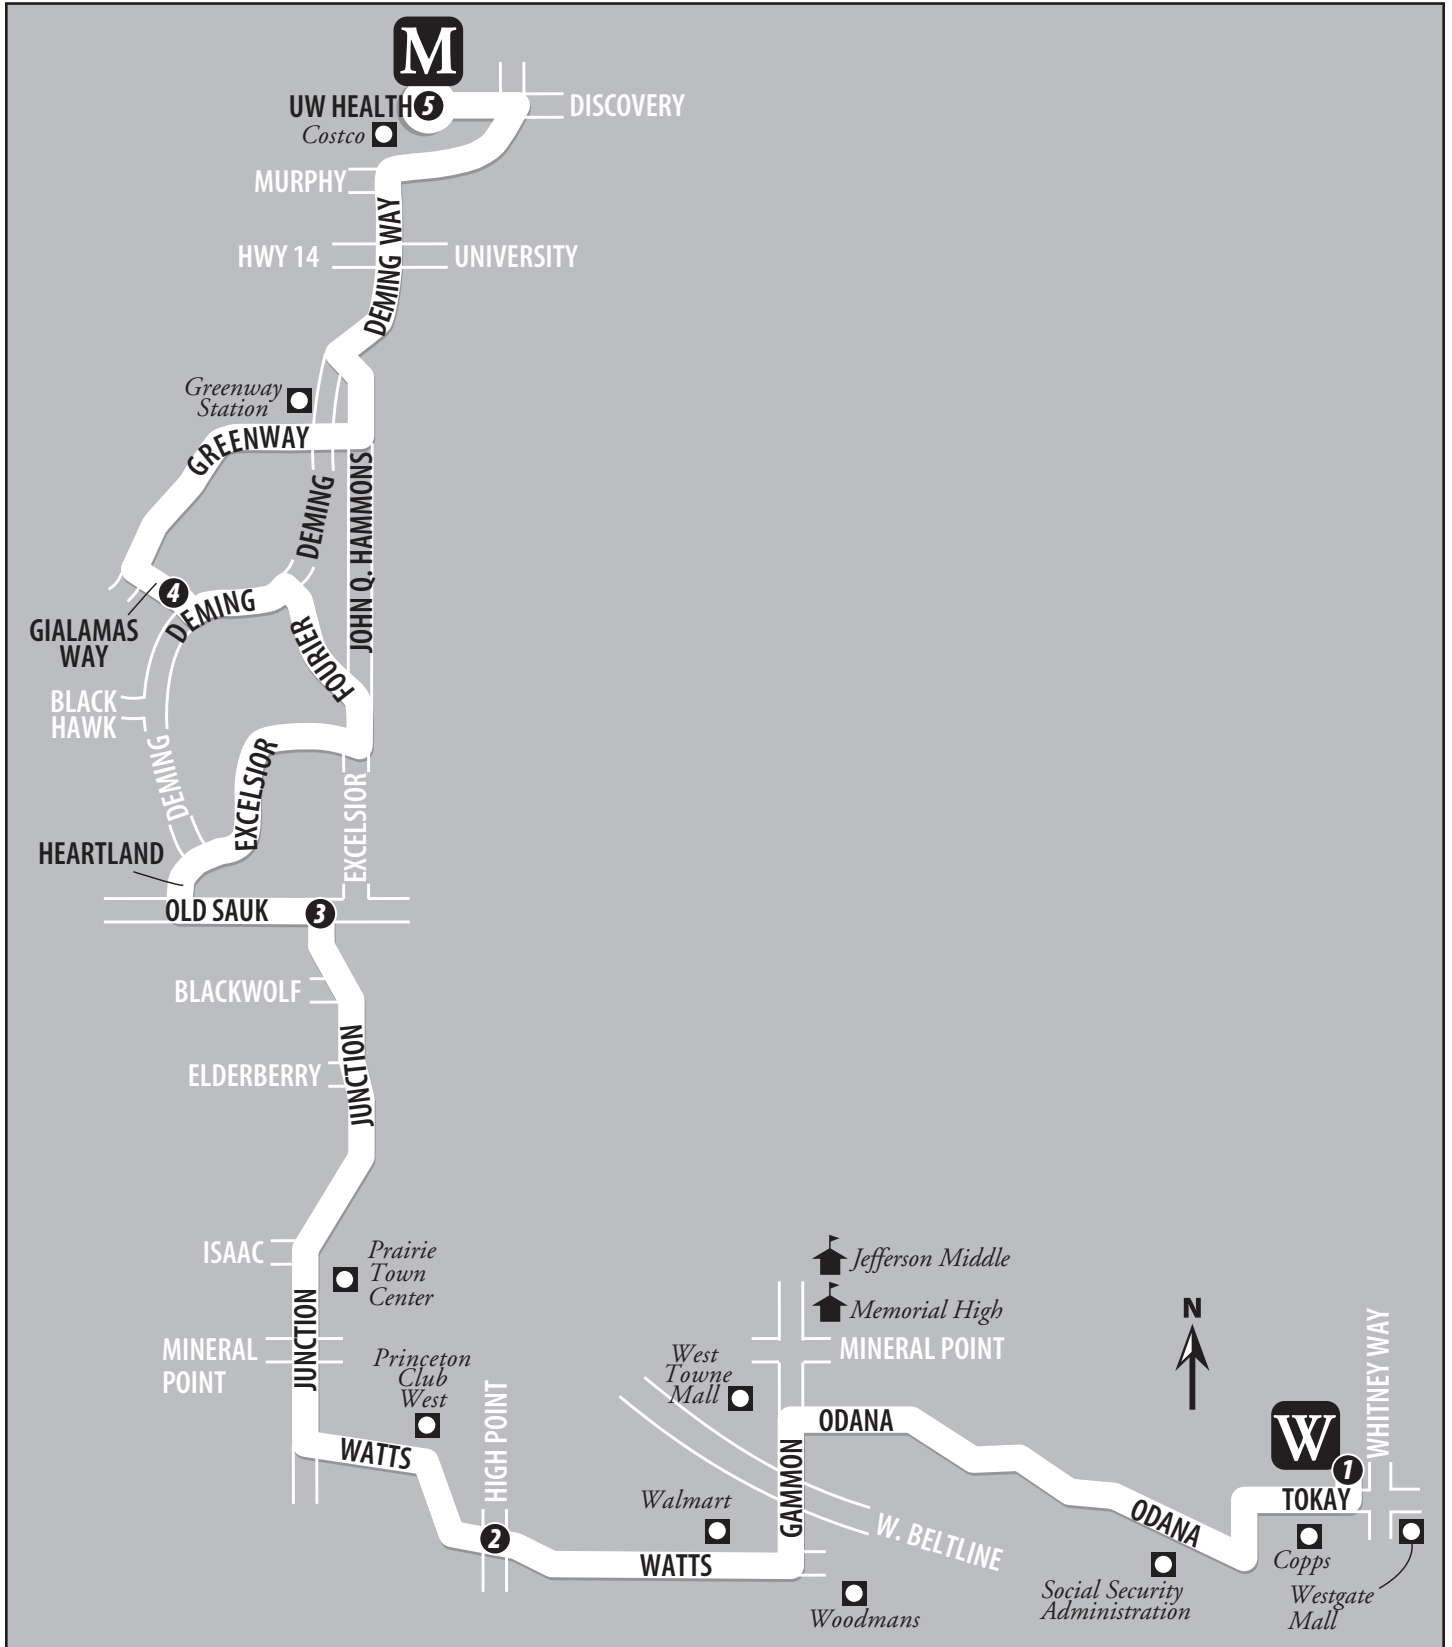 M
UW HEALTH 5
DISCOVERY
Costco
MURPHY
DEMING WAY
HWY 14
UNIVERSITY
DEMING WAY
Greenway
Station
GREENWAY
DEMING
JOHN Q. HAMMONS
4
DEMING
GIALAMAS
WAY
FOURIER
BLACK
HAWK
DEMING
EXCELSIOR
EXCELSIOR
HEARTLAND
OLD SAUK
3
BLACKWOLF
JUNCTION
ELDERBERRY
ISAAC
Prairie
Town
Center
Jefferson Middle
Memorial High
N
JUNCTION
MINERAL
POINT
MINERAL POINT
WHITNEY WAY
Princeton
Club
West
West
Towne
Mall
HIGH POINT
ODANA
W
1
WATTS
GAMMON
TOKAY
Walmart
W. BELTLINE
ODANA
2
WATTS
Copps
Social Security
Administration
Westgate
Mall
Woodmans